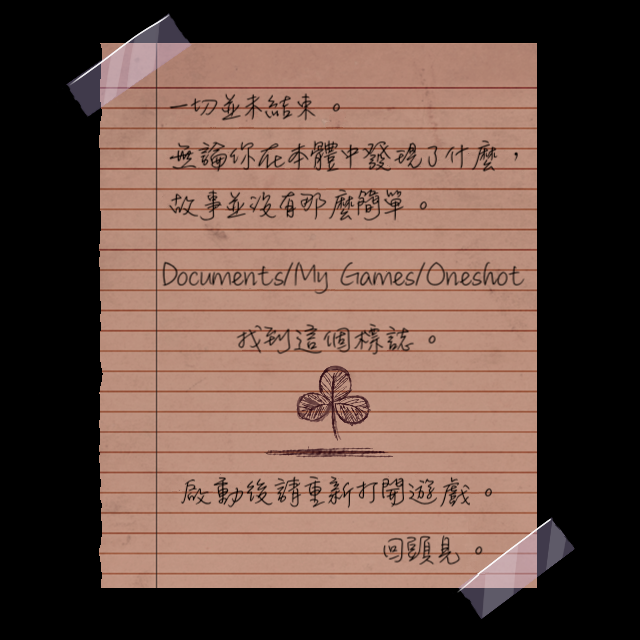 一切並未結束。
無論你在本體中發現了什麼，
故事並沒有那麼簡單。
Documents/My Games/Oneshot
找到這個標誌。
啟動後請重新打開遊戲。
回頭見。